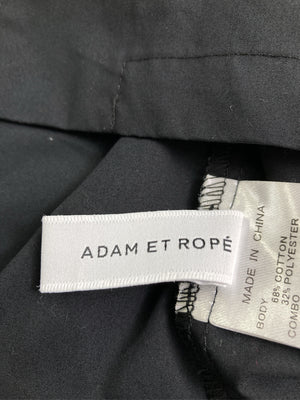 ADAM ET ROPÉ
MADE IN CHINA
BODY
68% COTTON
32% POLYESTER
COMBO